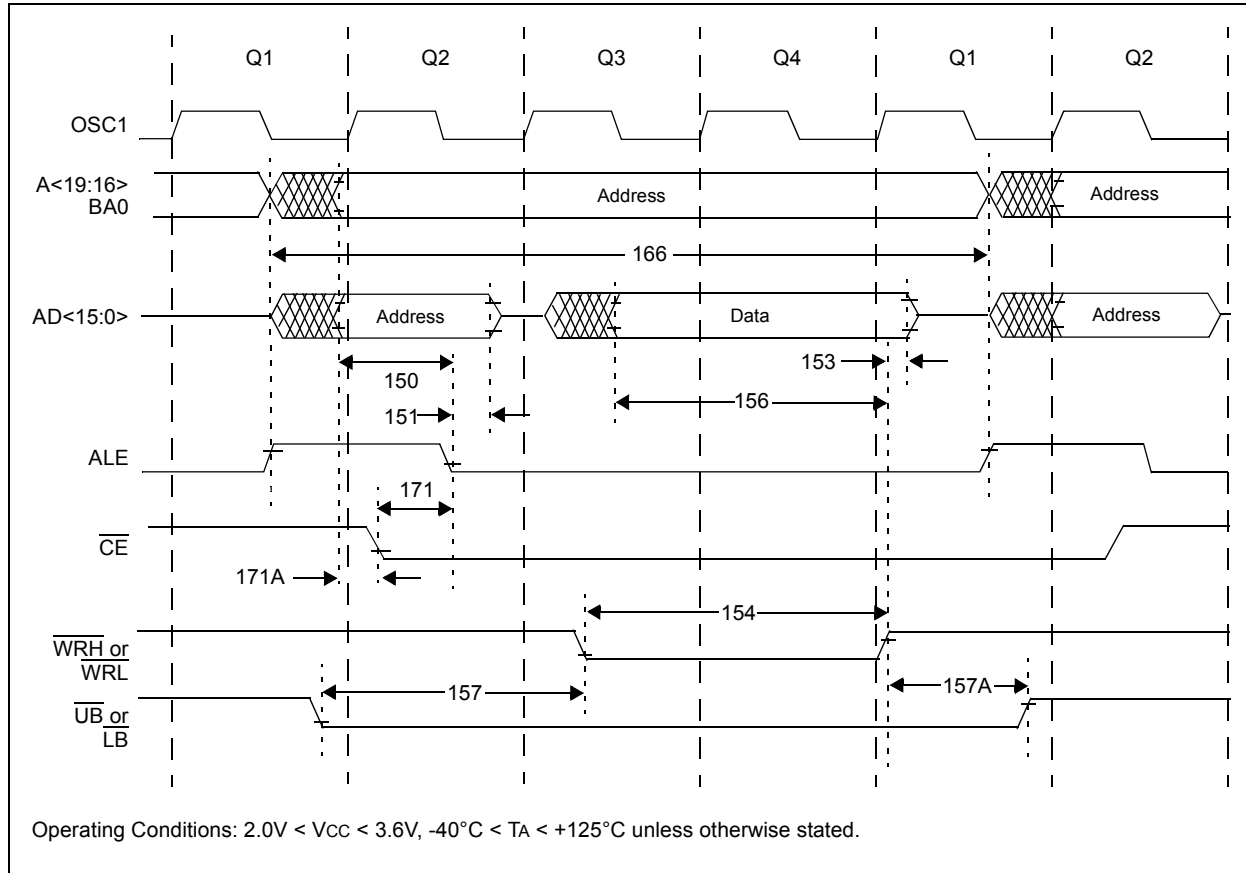 Q1 Q2 Q3 Q4 Q1 Q2
OSC1
A<19:16>
BA0
Address Address
166
AD<15:0>
Address Data Address
150
153
151
156
ALE
171
CE
171A
154
WRH or
WRL
157
157A
UB or
LB
Operating Conditions: 2.0V < VCC < 3.6V, -40°C < TA < +125°C unless otherwise stated.